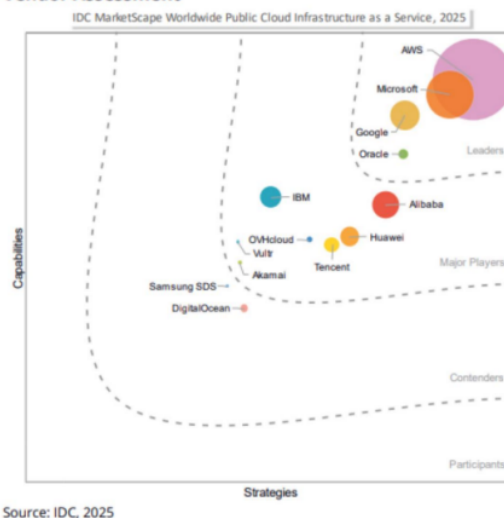 IDC MarketScape Worldwide Public Cloud Infrastructure as a Service, 2025
AWS
Microsoft
Google
Oracle
Leaders
IBM
Alibaba
OVHcloud
Huawei
Vultr
Tencent
Major Players
Akamai
Samsung SDS
DigitalOcean
Capabilities
Contenders
Participants
Strategies
Source: IDC, 2025